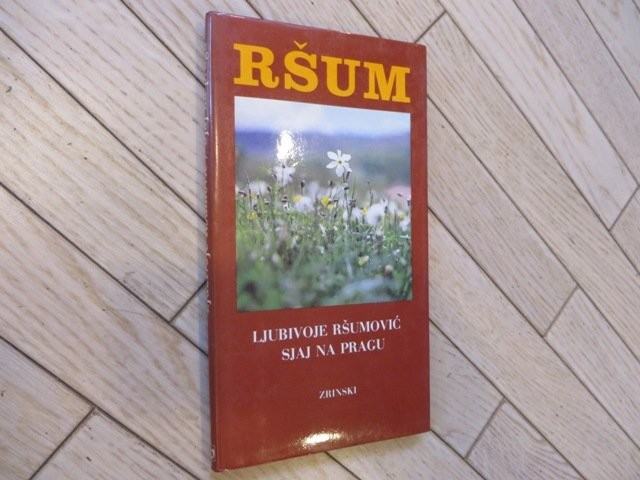 RŠUM
LJUBIVOJE RŠUMOVIĆ
SJAJ NA PRAGU
ZRINSKI